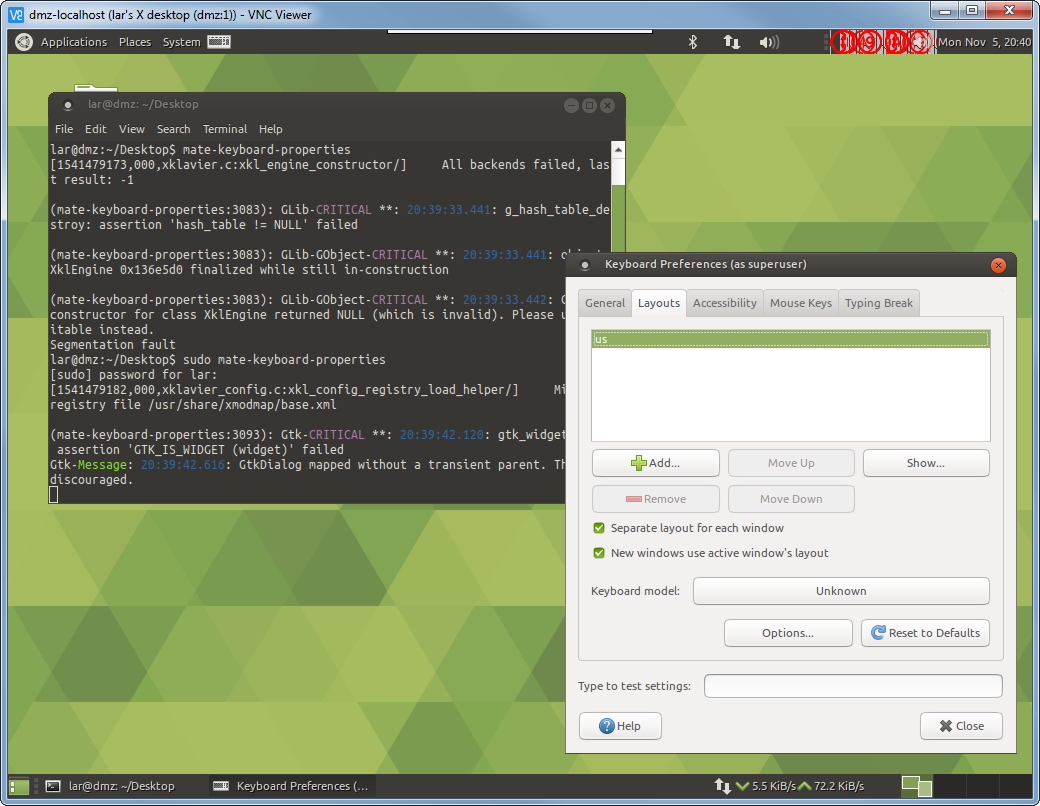 dmz-localhost (lar's X desktop (dmz:1)) - VNC Viewer
Applications Places System
Mon Nov 5, 20:40
lar@dmz: ~/Desktop
File Edit View Search Terminal Help
lar@dmz:~/Desktop$ mate-keyboard-properties
[1541479173,000,xklavier.c:xkl_engine_constructor/] All backends failed, las
t result: -1
(mate-keyboard-properties:3083): GLib-CRITICAL **: 20:39:33.441: g_hash_table_de
stroy: assertion 'hash_table != NULL' failed
(mate-keyboard-properties:3083): GLib-GObject-CRITICAL **: 20:39:33.441:
XklEngine 0x136e5d0 finalized while still in-construction
(mate-keyboard-properties:3083): GLib-GObject-CRITICAL **: 20:39:33.442:
constructor for class XklEngine returned NULL (which is invalid). Please u
itable instead.
Segmentation fault
lar@dmz:~/Desktop$ sudo mate-keyboard-properties
[sudo] password for lar:
[1541479182,000,xklavier_config.c:xkl_config_registry_load_helper/] Mi
registry file /usr/share/xmodmap/base.xml
(mate-keyboard-properties:3093): Gtk-CRITICAL **: 20:39:42.120: gtk_widget
assertion 'GTK_IS_WIDGET (widget)' failed
Gtk-Message: 20:39:42.616: GtkDialog mapped without a transient parent. Th
discouraged.
Keyboard Preferences (as superuser)
General Layouts Accessibility Mouse Keys Typing Break
us
Add... Move Up Show...
Remove Move Down
Separate layout for each window
New windows use active window's layout
Keyboard model: Unknown
Options... Reset to Defaults
Type to test settings:
Help Close
lar@dmz: ~/Desktop Keyboard Preferences (... 5.5 KiB/s 72.2 KiB/s